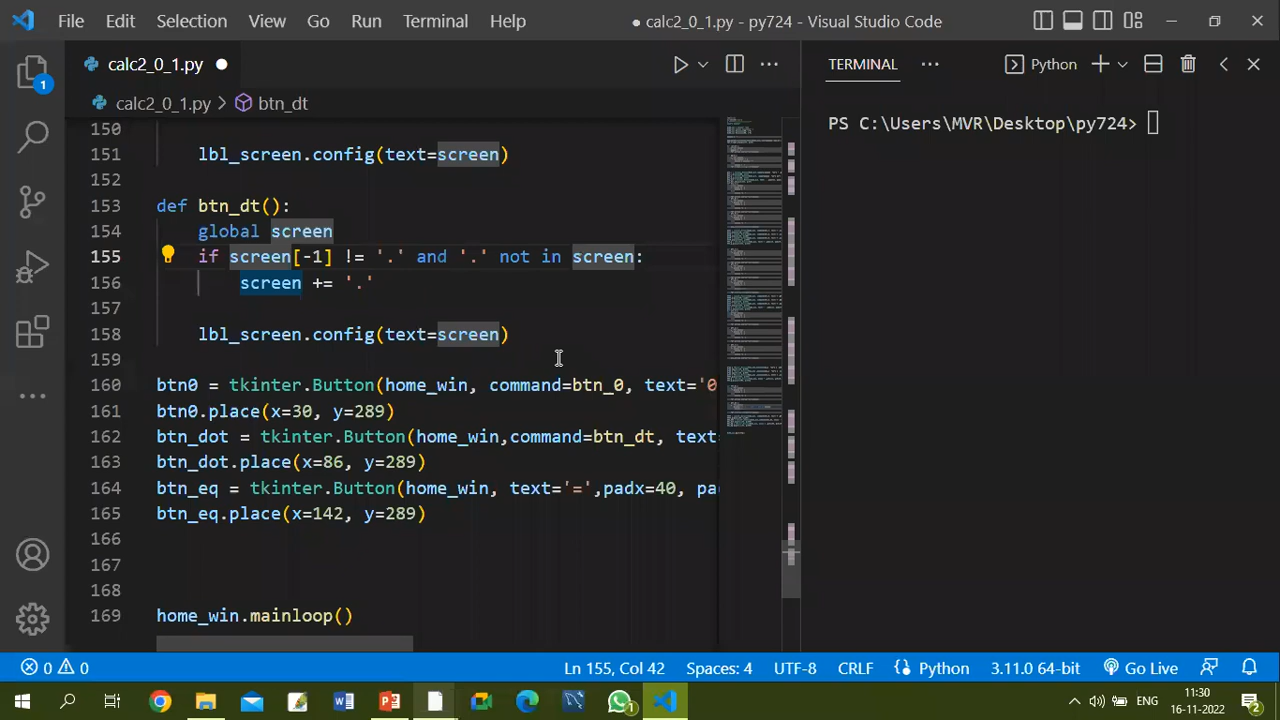 File Edit Selection View Go Run Terminal Help
● calc2_0_1.py - py724 - Visual Studio Code
calc2_0_1.py ●
TERMINAL ··· Python
1
calc2_0_1.py > btn_dt
PS C:\Users\MVR\Desktop\py724>
150
151 lbl_screen.config(text=screen)
152
153 def btn_dt():
154 global screen
155 if screen[-1] != '.' and '.' not in screen:
156 screen += '.'
157
158 lbl_screen.config(text=screen)
159
160 btn0 = tkinter.Button(home_win, command=btn_0, text='0
161 btn0.place(x=30, y=289)
162 btn_dot = tkinter.Button(home_win,command=btn_dt, text=
163 btn_dot.place(x=86, y=289)
164 btn_eq = tkinter.Button(home_win, text='=',padx=40, pa
165 btn_eq.place(x=142, y=289)
166
167
168
169 home_win.mainloop()
0 0 Ln 155, Col 42 Spaces: 4 UTF-8 CRLF Python 3.11.0 64-bit Go Live
1 ENG 11:30
16-11-2022 2